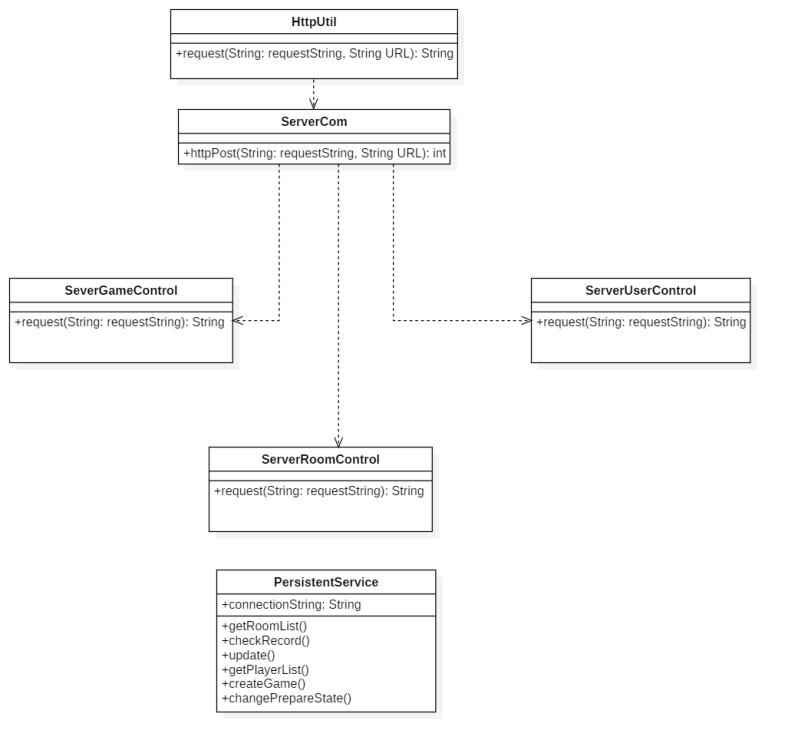 HttpUtil
+request(String: requestString, String URL): String
ServerCom
+httpPost(String: requestString, String URL): int
SeverGameControl
+request(String: requestString): String
ServerUserControl
+request(String: requestString): String
ServerRoomControl
+request(String: requestString): String
PersistentService
+connectionString: String
+getRoomList()
+checkRecord()
+update()
+getPlayerList()
+createGame()
+changePrepareState()